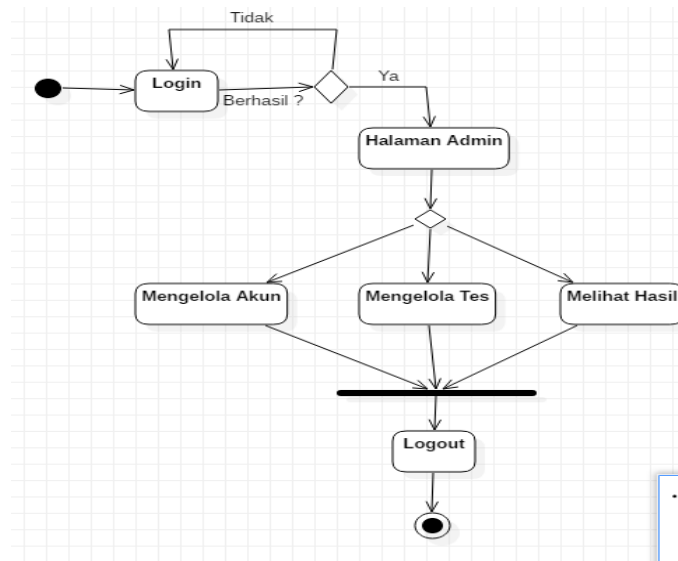 Tidak
Login
Berhasil ?
Ya
Halaman Admin
Mengelola Akun
Mengelola Tes
Melihat Hasil
Logout